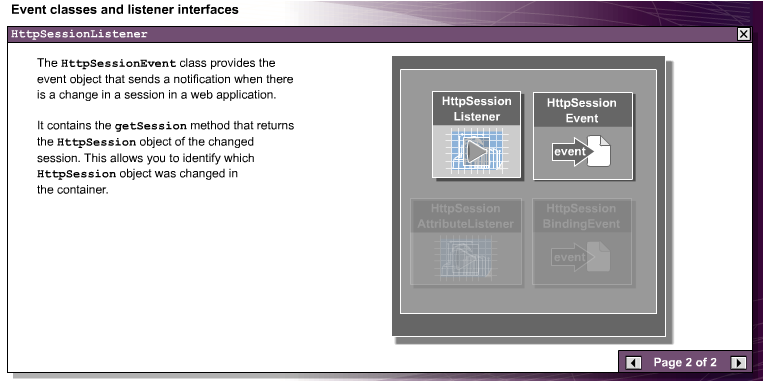 Event classes and listener interfaces
HttpSessionListener
The HttpSessionEvent class provides the
event object that sends a notification when there
is a change in a session in a web application.
It contains the getSession method that returns
the HttpSession object of the changed
session. This allows you to identify which
HttpSession object was changed in
the container.
HttpSession
Listener
HttpSession
Event
event
HttpSession
AttributeListener
HttpSession
BindingEvent
event
Page 2 of 2